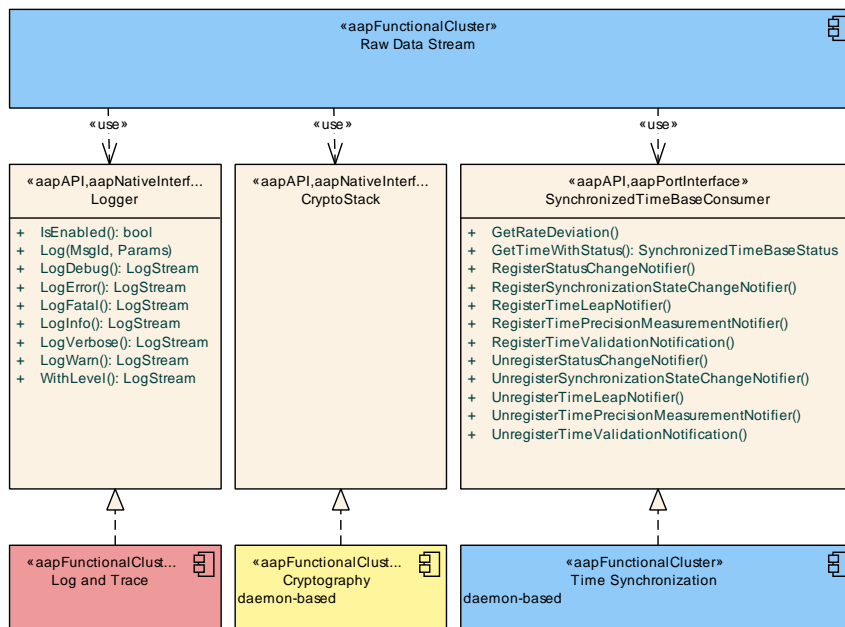 «aapFunctionalCluster»
Raw Data Stream
«use»
«use»
«use»
«aapAPI,aapNativeInterf...
Logger
+ IsEnabled(): bool
+ Log(MsgId, Params)
+ LogDebug(): LogStream
+ LogError(): LogStream
+ LogFatal(): LogStream
+ LogInfo(): LogStream
+ LogVerbose(): LogStream
+ LogWarn(): LogStream
+ WithLevel(): LogStream
«aapAPI,aapNativeInterf...
CryptoStack
«aapAPI,aapPortInterface»
SynchronizedTimeBaseConsumer
+ GetRateDeviation()
+ GetTimeWithStatus(): SynchronizedTimeBaseStatus
+ RegisterStatusChangeNotifier()
+ RegisterSynchronizationStateChangeNotifier()
+ RegisterTimeLeapNotifier()
+ RegisterTimePrecisionMeasurementNotifier()
+ RegisterTimeValidationNotification()
+ UnregisterStatusChangeNotifier()
+ UnregisterSynchronizationStateChangeNotifier()
+ UnregisterTimeLeapNotifier()
+ UnregisterTimePrecisionMeasurementNotifier()
+ UnregisterTimeValidationNotification()
«aapFunctionalClust...
Log and Trace
«aapFunctionalClust...
Cryptography
daemon-based
«aapFunctionalCluster»
Time Synchronization
daemon-based